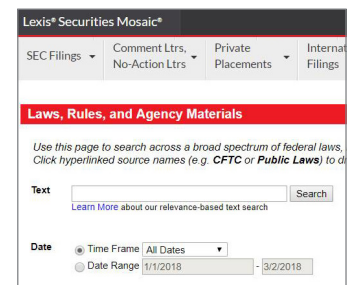 Lexis® Securities Mosaic®
SEC Filings
Comment Ltrs,
No-Action Ltrs
Private
Placements
Filings
Laws, Rules, and Agency Materials
Use this page to search across a broad spectrum of federal laws,
Click hyperlinked source names (e.g. CFTC or Public Laws) to
Text
Search
Learn More about our relevance-based text search
Date
Time Frame All Dates
Date Range 1/1/2018 - 3/2/2018